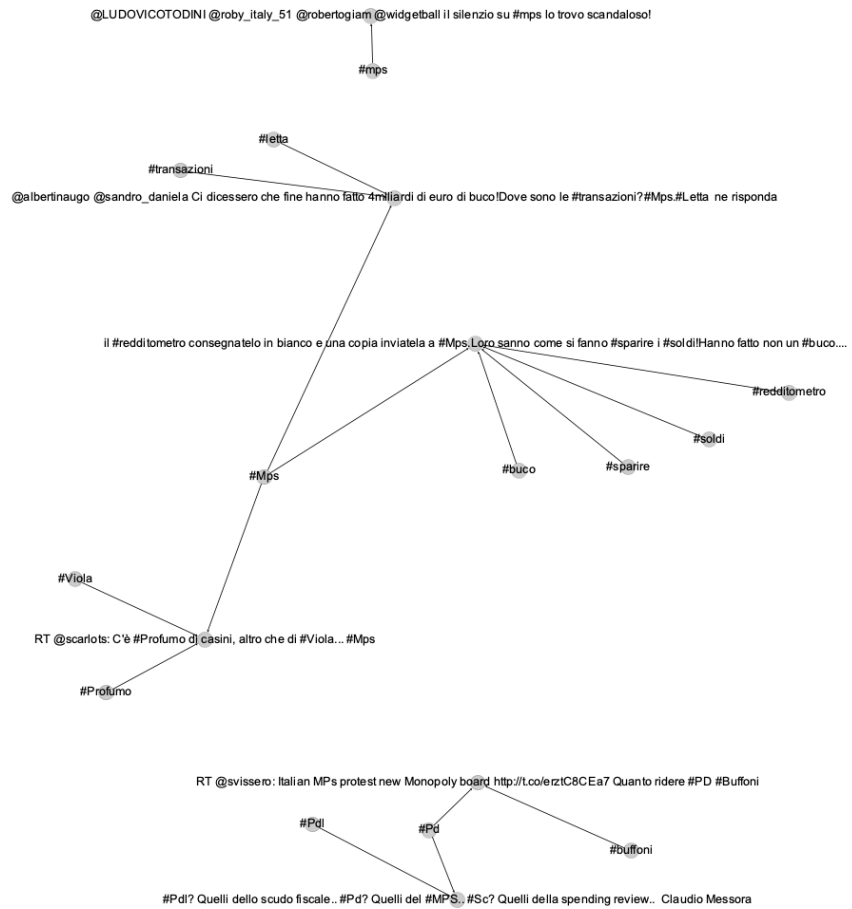 @LUDOVICOTODINI @roby_italy_51 @robertogiam @widgetball il silenzio su #mps lo trovo scandaloso!
#mps
#letta
#transazioni
@albertinaugo @sandro_daniela Ci dicessero che fine hanno fatto 4miliardi di euro di buco!Dove sono le #transazioni?#Mps.#Letta ne risponda
il #redditometro consegnatelo in bianco e una copia inviatela a #Mps.Loro sanno come si fanno #sparire i #soldi!Hanno fatto non un #buco....
#redditometro
#soldi
#sparire
#buco
#Mps
#Viola
RT @scarlots: C'è #Profumo di casini, altro che di #Viola... #Mps
#Profumo
RT @svissero: Italian MPs protest new Monopoly board http://t.co/erztC8CEa7 Quanto ridere #PD #Buffoni
#Pdl
#Pd
#buffoni
#Pdl? Quelli dello scudo fiscale.. #Pd? Quelli del #MPS.. #Sc? Quelli della spending review.. Claudio Messora